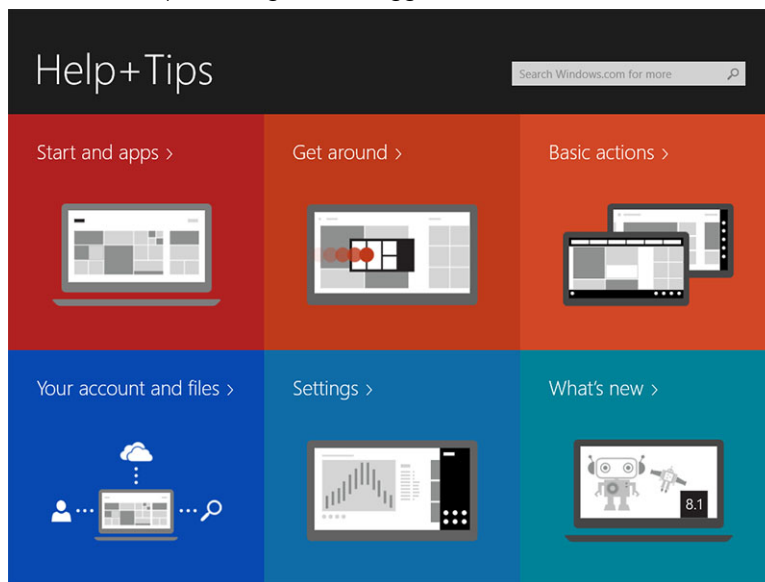 Help+Tips
Search Windows.com for more
Start and apps >
Get around >
Basic actions >
Your account and files >
Settings >
What's new >
8.1